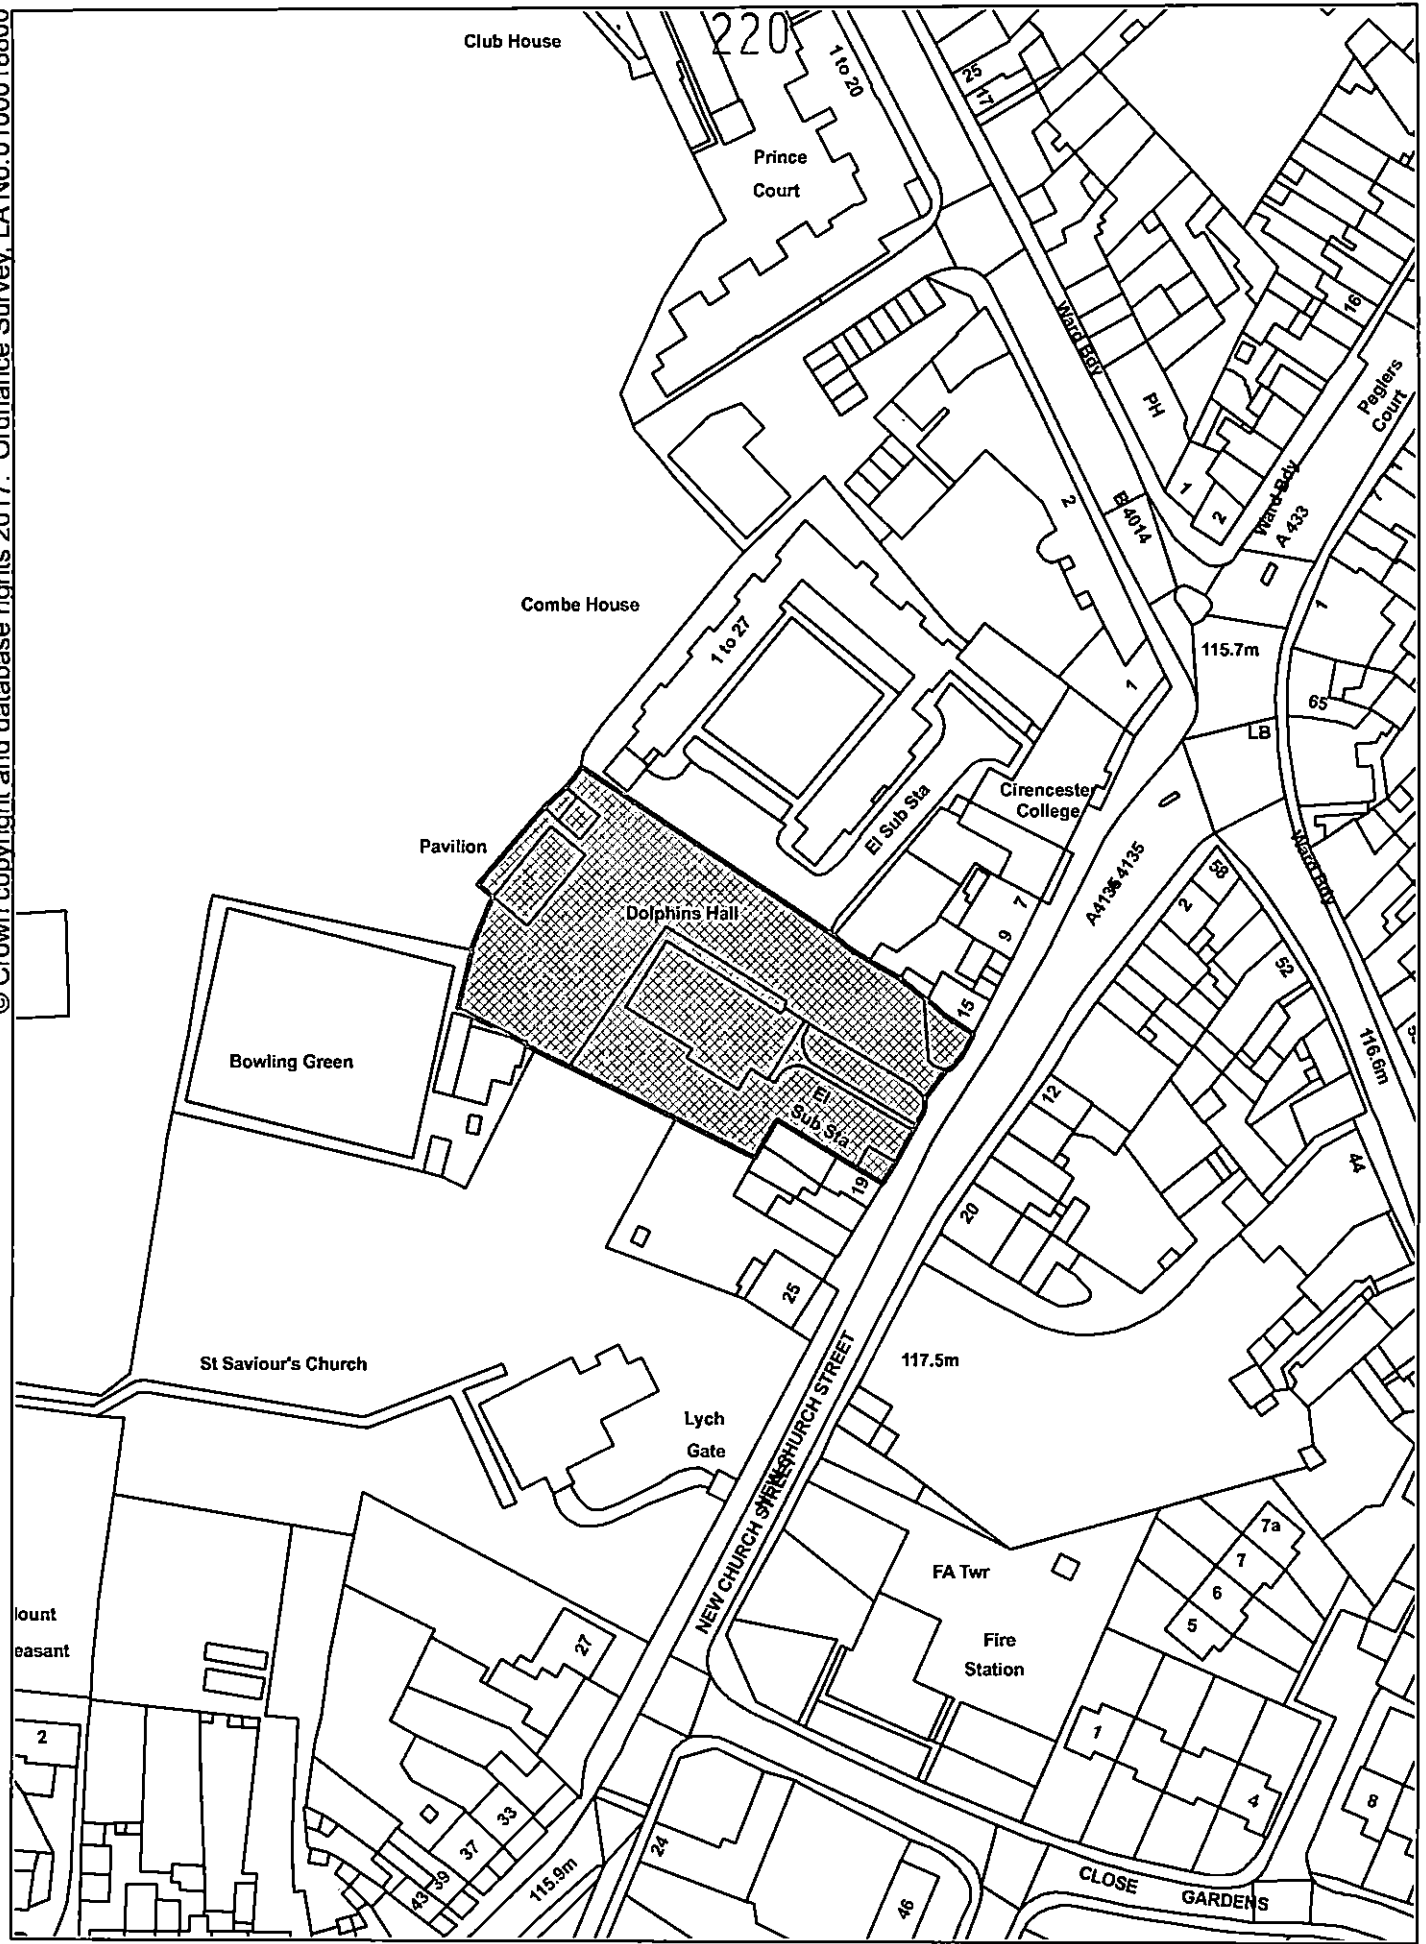 220
Club House
1 to 20
25
17
Prince
Court
16
Ward Bdy
PH
Peglers
Court
1
2
Ward Bdy
A 433
2
B 4014
Combe House
1 to 27
1
115.7m
1
65
LB
El Sub Sta
Cirencester
College
Pavilion
A4135
A4135
Ward Bdy
58
2
Dolphins Hall
7
9
52
15
Bowling Green
116.6m
El
Sub Sta
12
44
19
20
25
St Saviour's Church
NEW CHURCH STREET
117.5m
Lych
Gate
NEW CHURCH STREET
7a
7
6
5
FA Twr
Fire
Station
27
2
1
4
8
33
37
39
43
24
115.9m
46
CLOSE
GARDENS